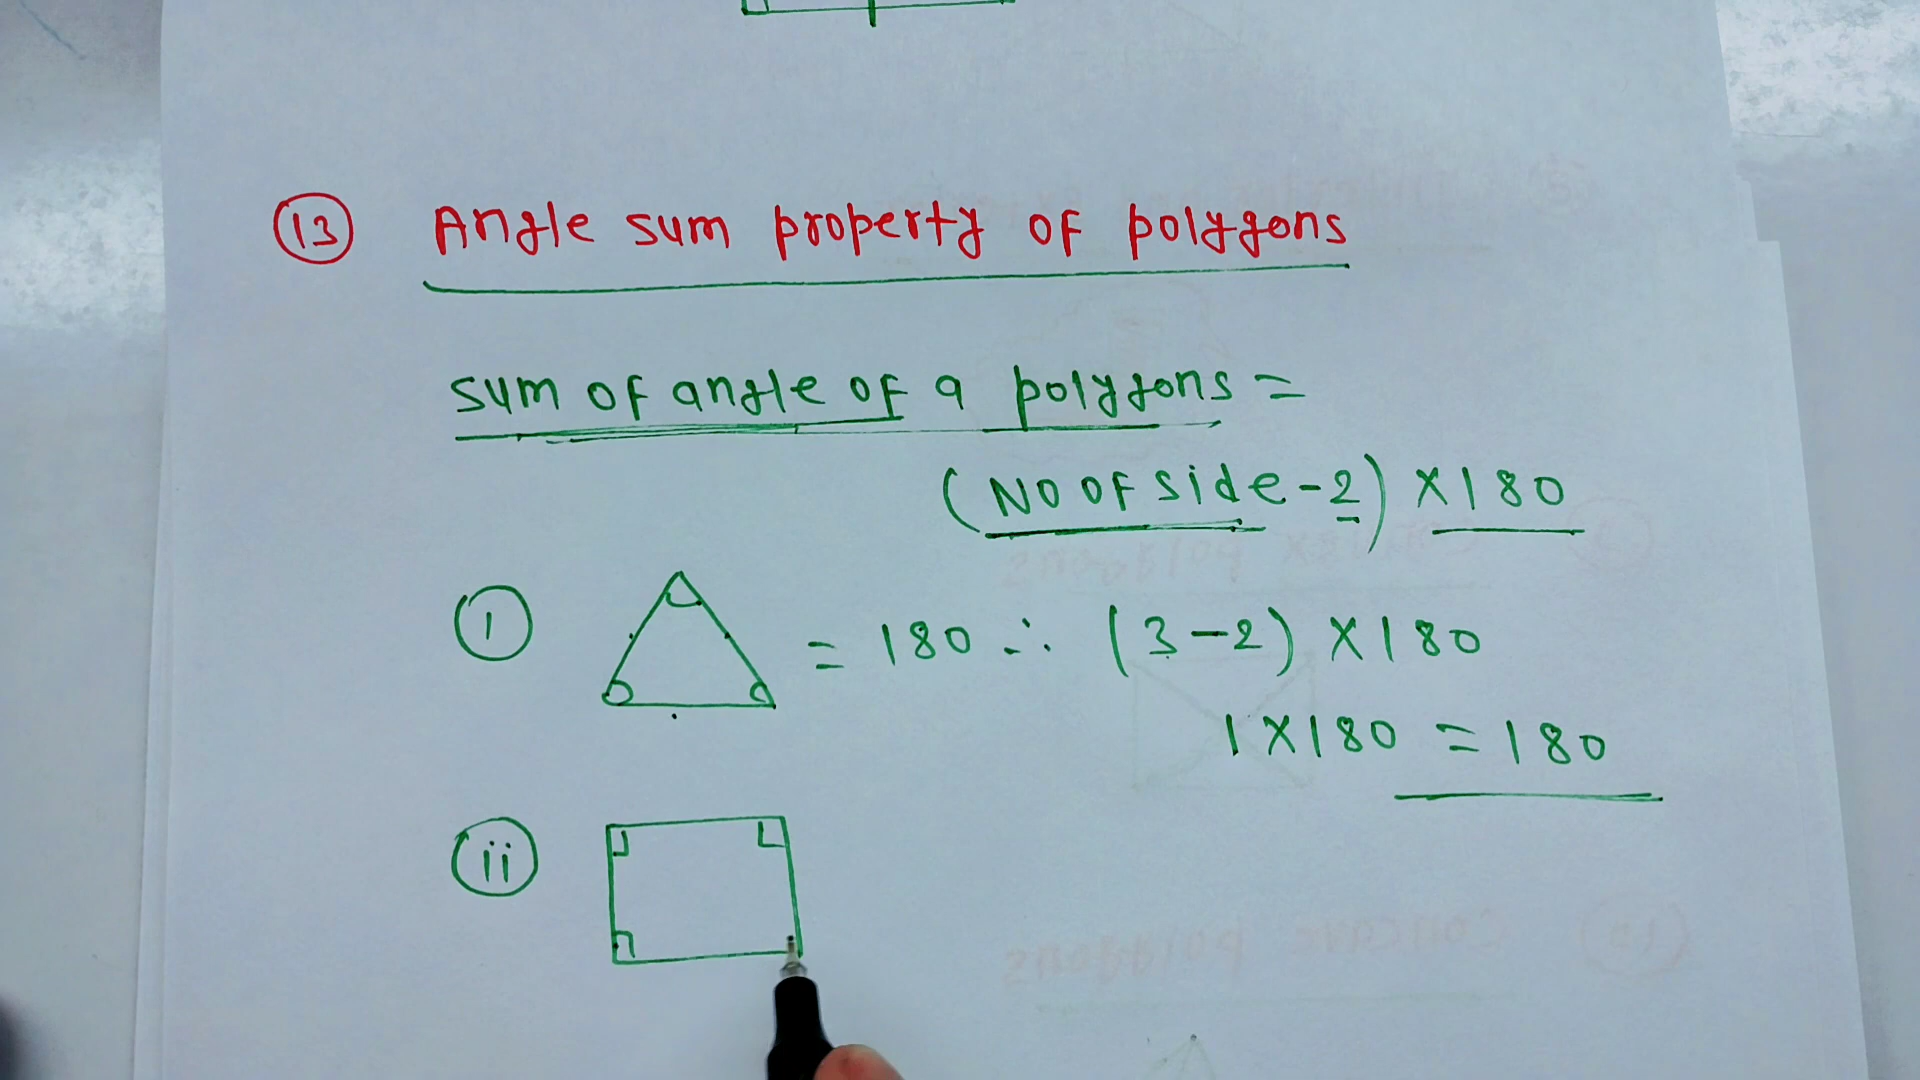 13 Angle sum property of polygons
sum of angle of a polygons =
(No of side-2) ×180
i = 180 ∴ (3-2) ×180
1×180 = 180
ii